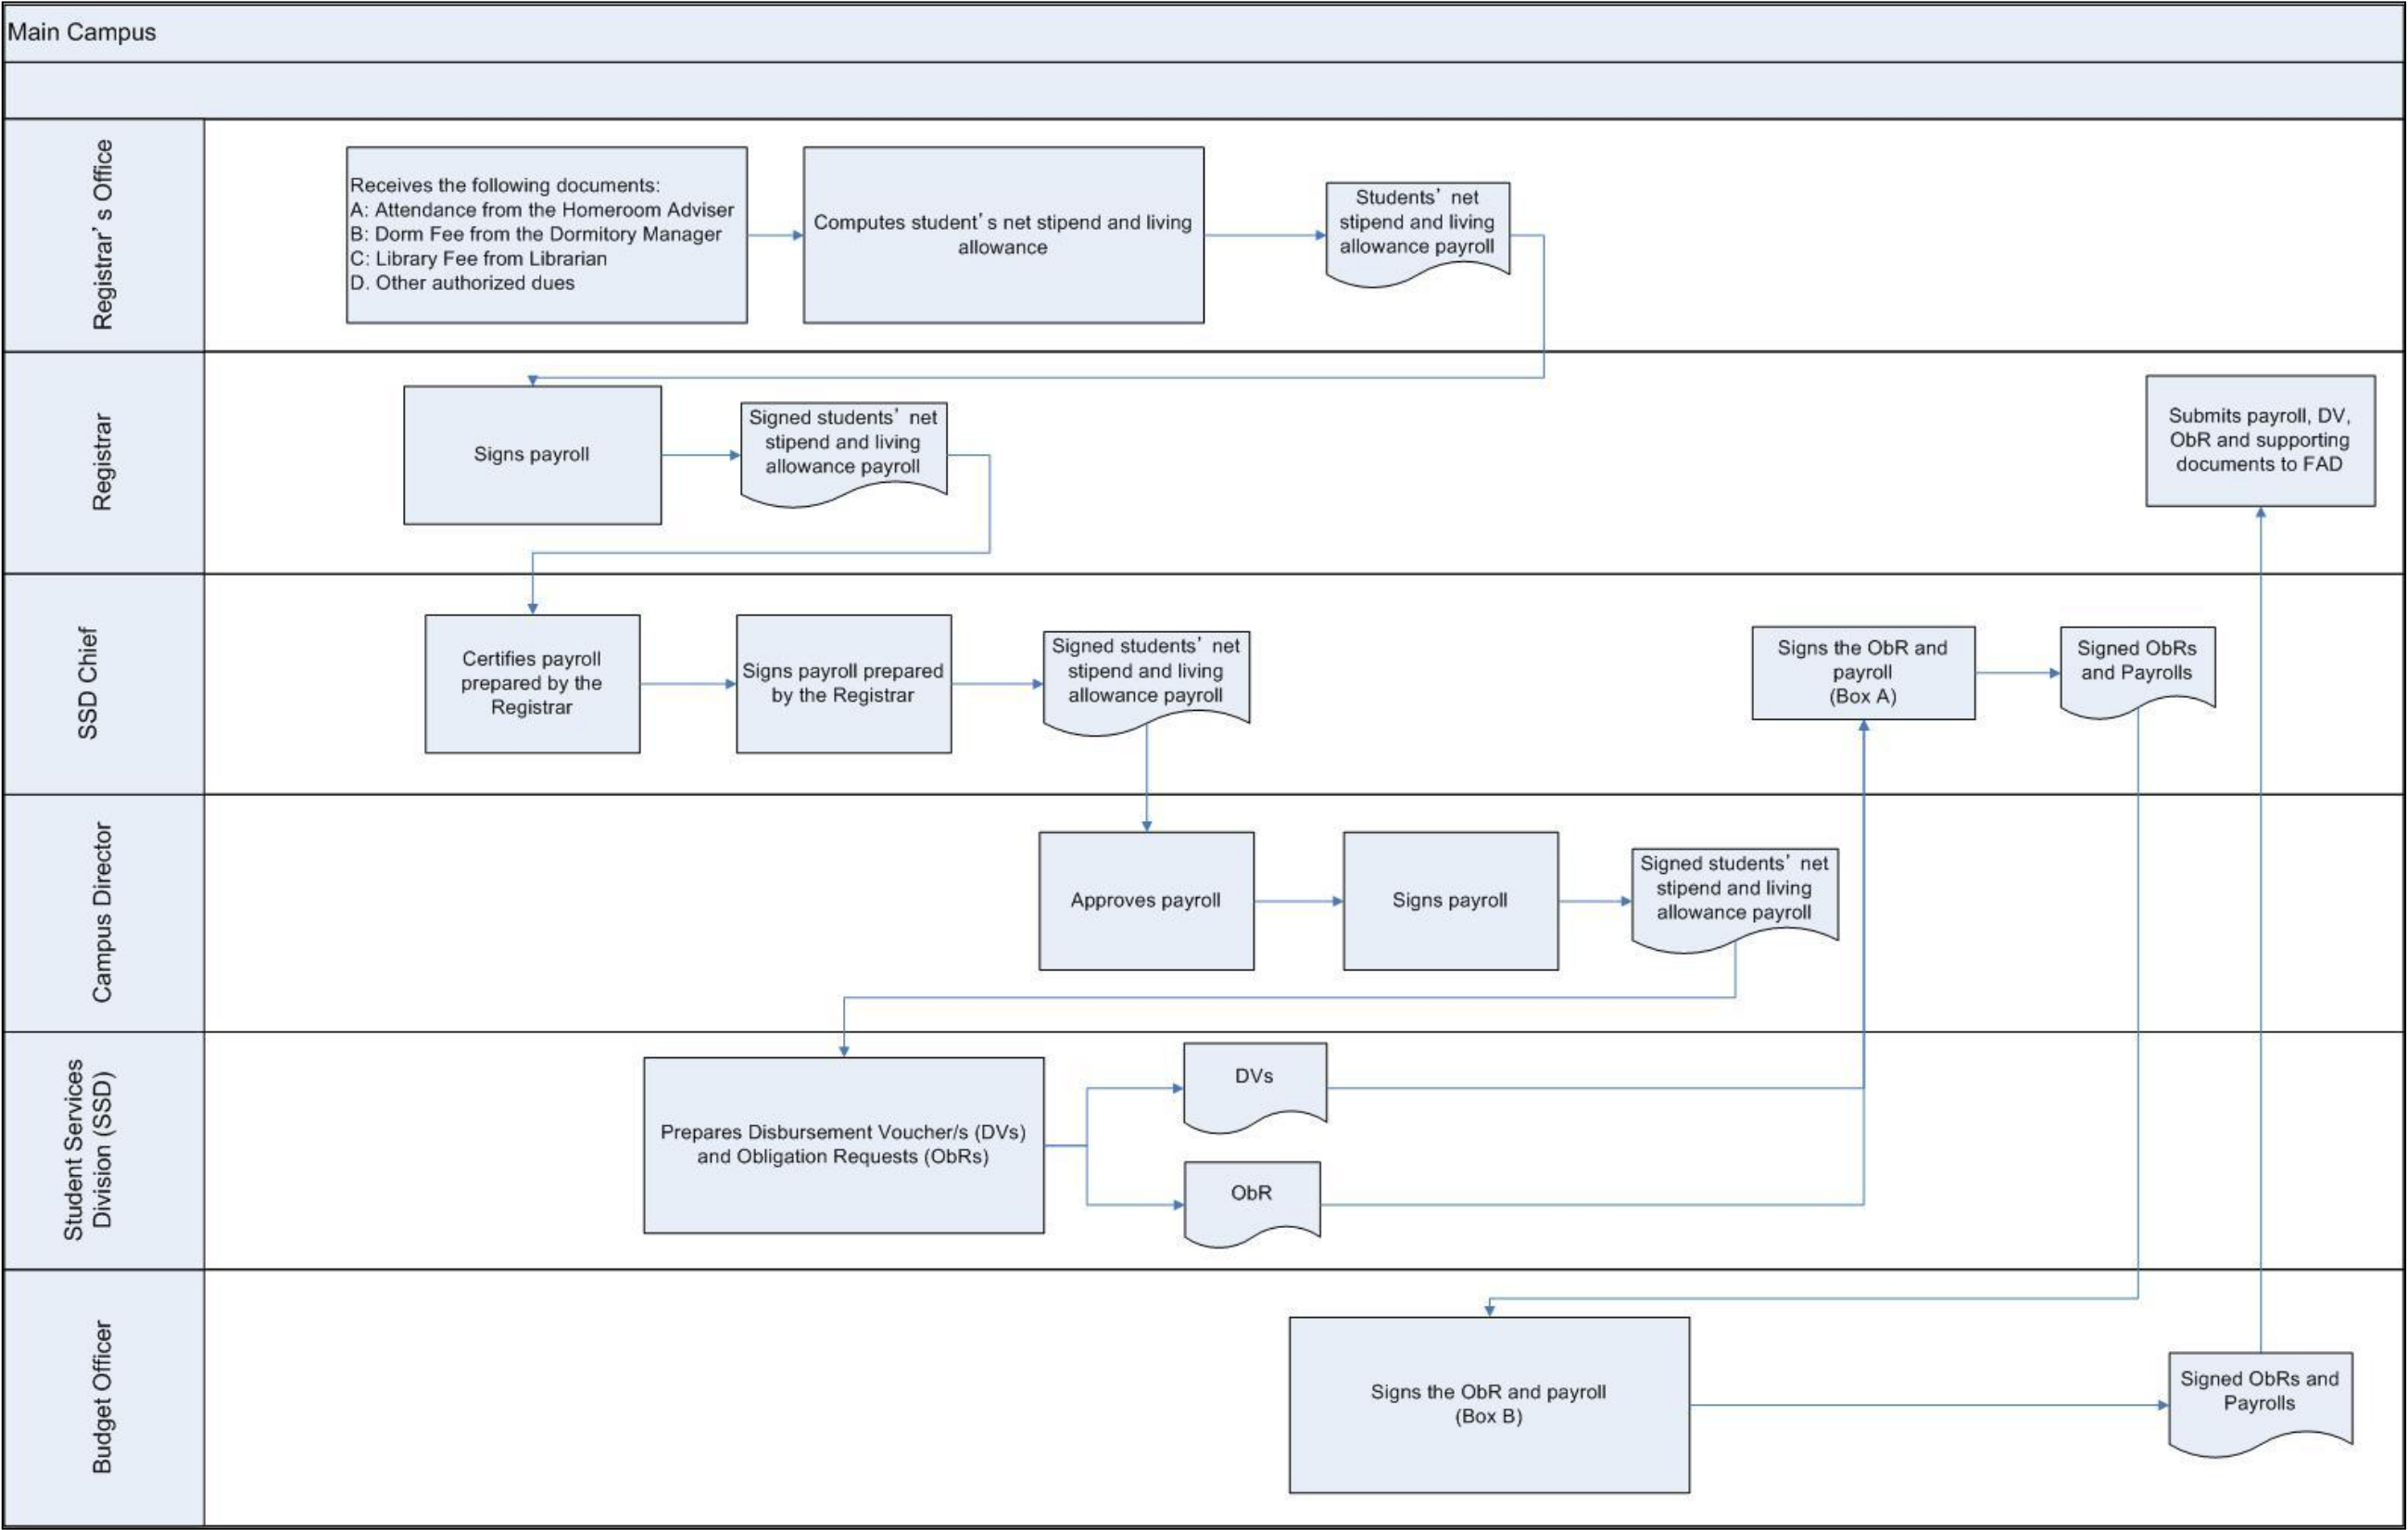 Main Campus
Registrar’s Office
Receives the following documents:
A: Attendance from the Homeroom Adviser
B: Dorm Fee from the Dormitory Manager
C: Library Fee from Librarian
D. Other authorized dues
Computes student’s net stipend and living
allowance
Students’ net
stipend and living
allowance payroll
Registrar
Signs payroll
Signed students’ net
stipend and living
allowance payroll
Submits payroll, DV,
ObR and supporting
documents to FAD
SSD Chief
Certifies payroll
prepared by the
Registrar
Signs payroll prepared
by the Registrar
Signed students’ net
stipend and living
allowance payroll
Signs the ObR and
payroll
(Box A)
Signed ObRs
and Payrolls
Campus Director
Approves payroll
Signs payroll
Signed students’ net
stipend and living
allowance payroll
Student Services
Division (SSD)
Prepares Disbursement Voucher/s (DVs)
and Obligation Requests (ObRs)
DVs
ObR
Budget Officer
Signs the ObR and payroll
(Box B)
Signed ObRs and
Payrolls